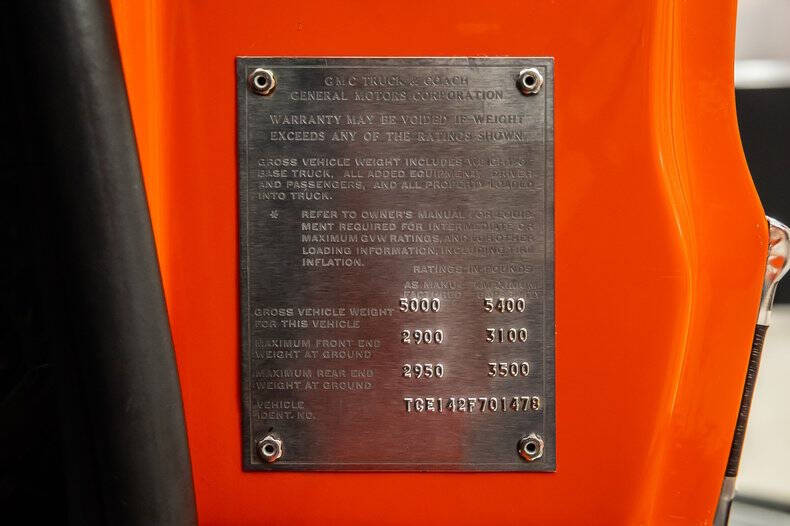 GMC TRUCK & COACH
GENERAL MOTORS CORPORATION
WARRANTY MAY BE VOIDED IF WEIGHT
EXCEEDS ANY OF THE RATINGS SHOWN.
GROSS VEHICLE WEIGHT INCLUDES WEIGHT OF
BASE TRUCK, ALL ADDED EQUIPMENT, DRIVER
AND PASSENGERS, AND ALL PROPERTY LOADED
INTO TRUCK.
* REFER TO OWNER'S MANUAL FOR EQUIP-
MENT REQUIRED FOR INTERMEDIATE OR
MAXIMUM GVW RATINGS, AND FOR OTHER
LOADING INFORMATION, INCLUDING TIRE
INFLATION.
RATINGS IN POUNDS
AS MANU- * MAXIMUM
FACTURED
GROSS VEHICLE WEIGHT 5000 5400
FOR THIS VEHICLE
MAXIMUM FRONT END 2900 3100
WEIGHT AT GROUND
MAXIMUM REAR END 2950 3500
WEIGHT AT GROUND
VEHICLE TCE142F701478
IDENT. NO.